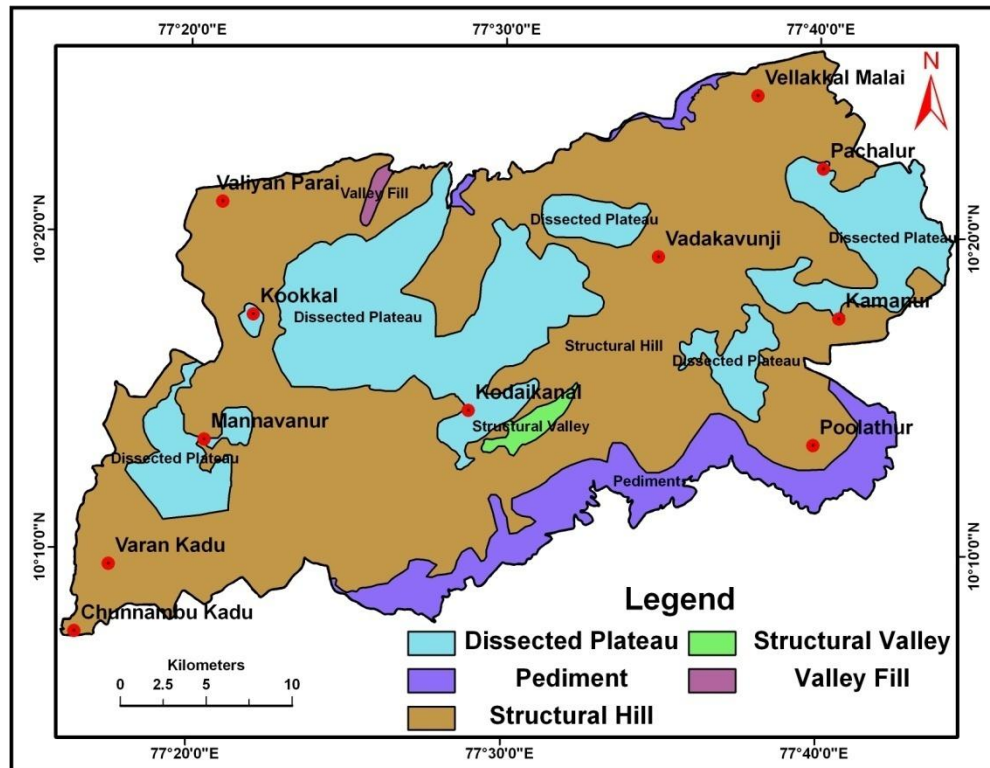 77°20'0"E 77°30'0"E 77°40'0"E
N
Vellakkal Malai
Pachalur
Valiyan Parai
Valley Fill
10°20'0"N
10°20'0"N
Dissected Plateau
Dissected Plateau
Vadakavunji
Kookkal
Dissected Plateau
Kamanur
Structural Hill
Dissected Plateau
Kodaikanal
Mannavanur
Structural Valley
Poolathur
Dissected Plateau
Pediment
10°10'0"N
10°10'0"N
Varan Kadu
Chunnambu Kadu
Legend
Dissected Plateau Structural Valley
Pediment Valley Fill
Structural Hill
Kilometers
0 2.5 5 10
77°20'0"E 77°30'0"E 77°40'0"E